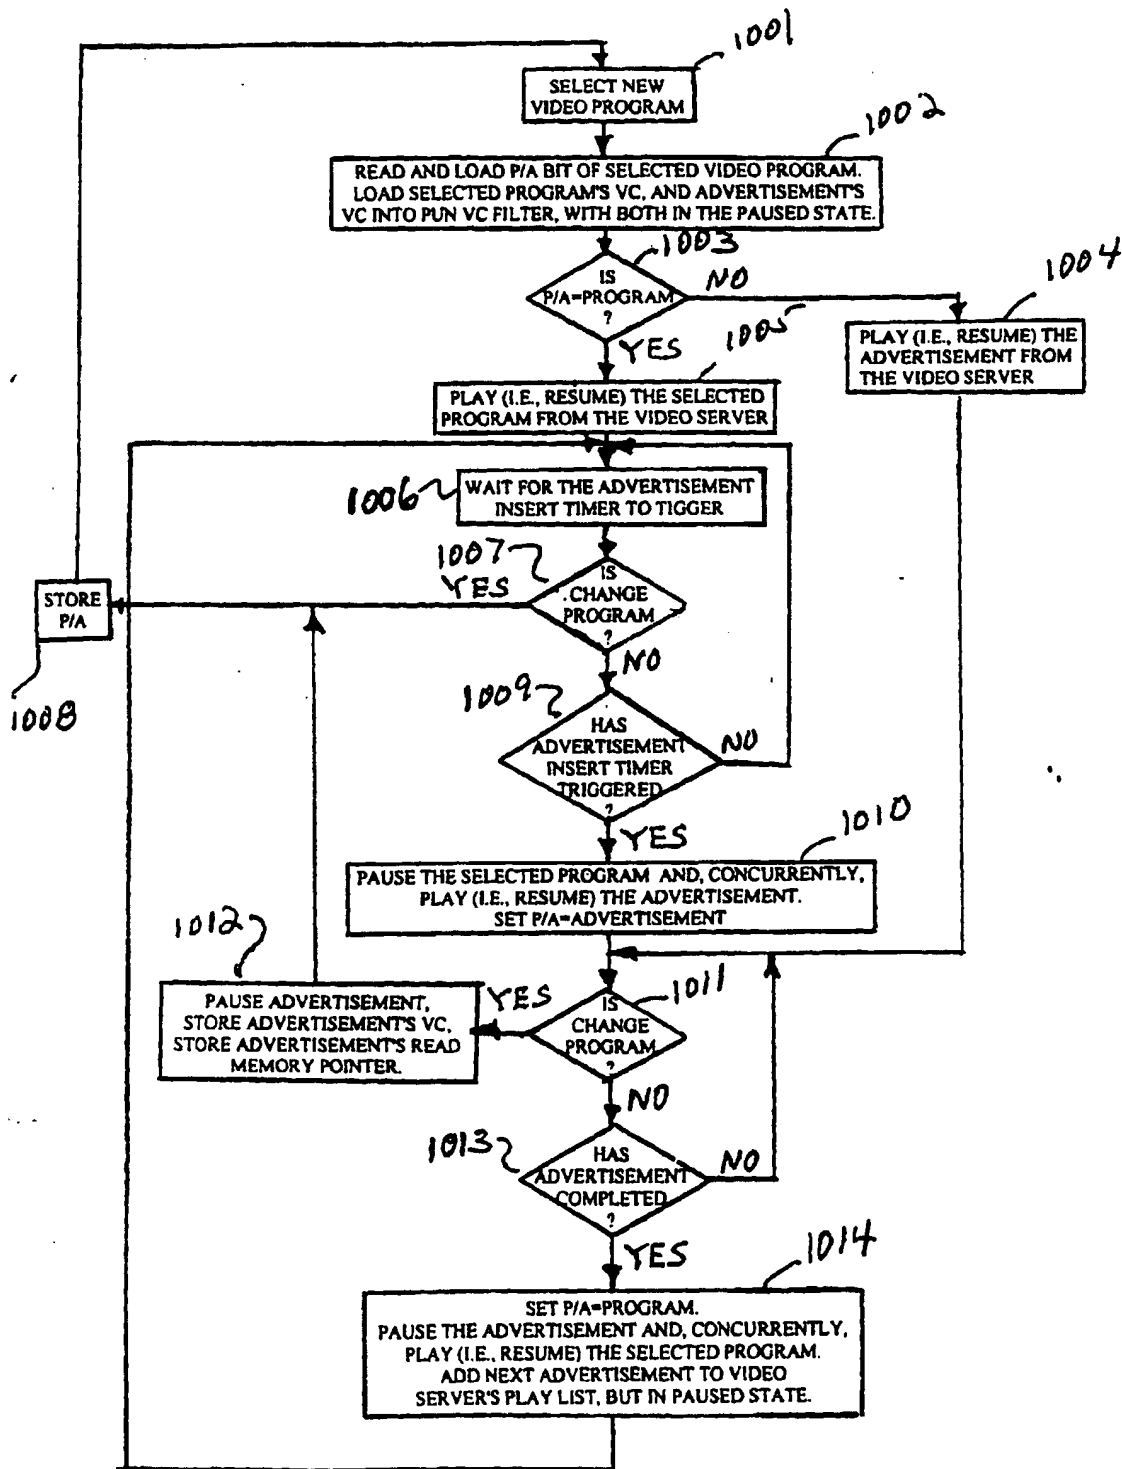 1001
SELECT NEW
VIDEO PROGRAM
1002
READ AND LOAD P/A BIT OF SELECTED VIDEO PROGRAM.
LOAD SELECTED PROGRAM'S VC, AND ADVERTISEMENT'S
VC INTO PUN VC FILTER, WITH BOTH IN THE PAUSED STATE.
1003
IS
P/A=PROGRAM
?
NO
1004
PLAY (I.E., RESUME) THE
ADVERTISEMENT FROM
THE VIDEO SERVER
YES
1005
PLAY (I.E., RESUME) THE SELECTED
PROGRAM FROM THE VIDEO SERVER
1006
WAIT FOR THE ADVERTISEMENT
INSERT TIMER TO TIGGER
1007
YES
IS
CHANGE
PROGRAM
?
STORE
P/A
1008
NO
1009
HAS
ADVERTISEMENT
INSERT TIMER
TRIGGERED
?
NO
YES
1010
PAUSE THE SELECTED PROGRAM AND, CONCURRENTLY,
PLAY (I.E., RESUME) THE ADVERTISEMENT.
SET P/A=ADVERTISEMENT
1011
IS
CHANGE
PROGRAM
?
YES
1012
PAUSE ADVERTISEMENT,
STORE ADVERTISEMENT'S VC,
STORE ADVERTISEMENT'S READ
MEMORY POINTER.
NO
1013
HAS
ADVERTISEMENT
COMPLETED
?
NO
YES
1014
SET P/A=PROGRAM.
PAUSE THE ADVERTISEMENT AND, CONCURRENTLY,
PLAY (I.E., RESUME) THE SELECTED PROGRAM.
ADD NEXT ADVERTISEMENT TO VIDEO
SERVER'S PLAY LIST, BUT IN PAUSED STATE.